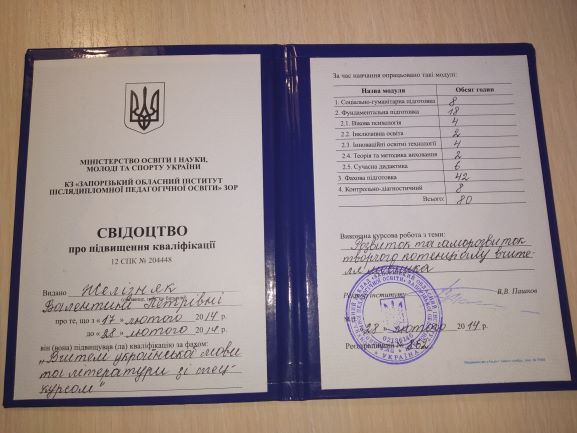 МІНІСТЕРСТВО ОСВІТИ І НАУКИ,
МОЛОДІ ТА СПОРТУ УКРАЇНИ
КЗ «ЗАПОРІЗЬКИЙ ОБЛАСНИЙ ІНСТИТУТ
ПІСЛЯДИПЛОМНОЇ ПЕДАГОГІЧНОЇ ОСВІТИ» ЗОР
СВІДОЦТВО
про підвищення кваліфікації
12 СПК № 204448
Видано Желізняк
Валентині Петрівні
про те, що з «17» лютого 2014 р.
до «28» лютого 2014 р.
він (вона) підвищував (ла) кваліфікацію за фахом:
„Вчителі української мови
та літератури зі спец-
курсом"
За час навчання опрацьовано такі модулі:
Назва модуля Обсяг годин
1. Соціально-гуманітарна підготовка 8
2. Фундаментальна підготовка 18
2.1. Вікова психологія 4
2.2. Інклюзивна освіта 2
2.3. Інноваційні освітні технології 4
2.4. Теорія та методика виховання 2
2.5. Сучасна дидактика 6
3. Фахова підготовка 42
4. Контрольно-діагностичний 8
Всього: 80
Виконана курсова робота з теми:
Розвиток та саморозвиток
творчого потенціалу вчите-
ля-мовника
Ректор інституту В.В. Пашков
28 лютого 2014 р.
Реєстраційний № 862
УКРАЇНА